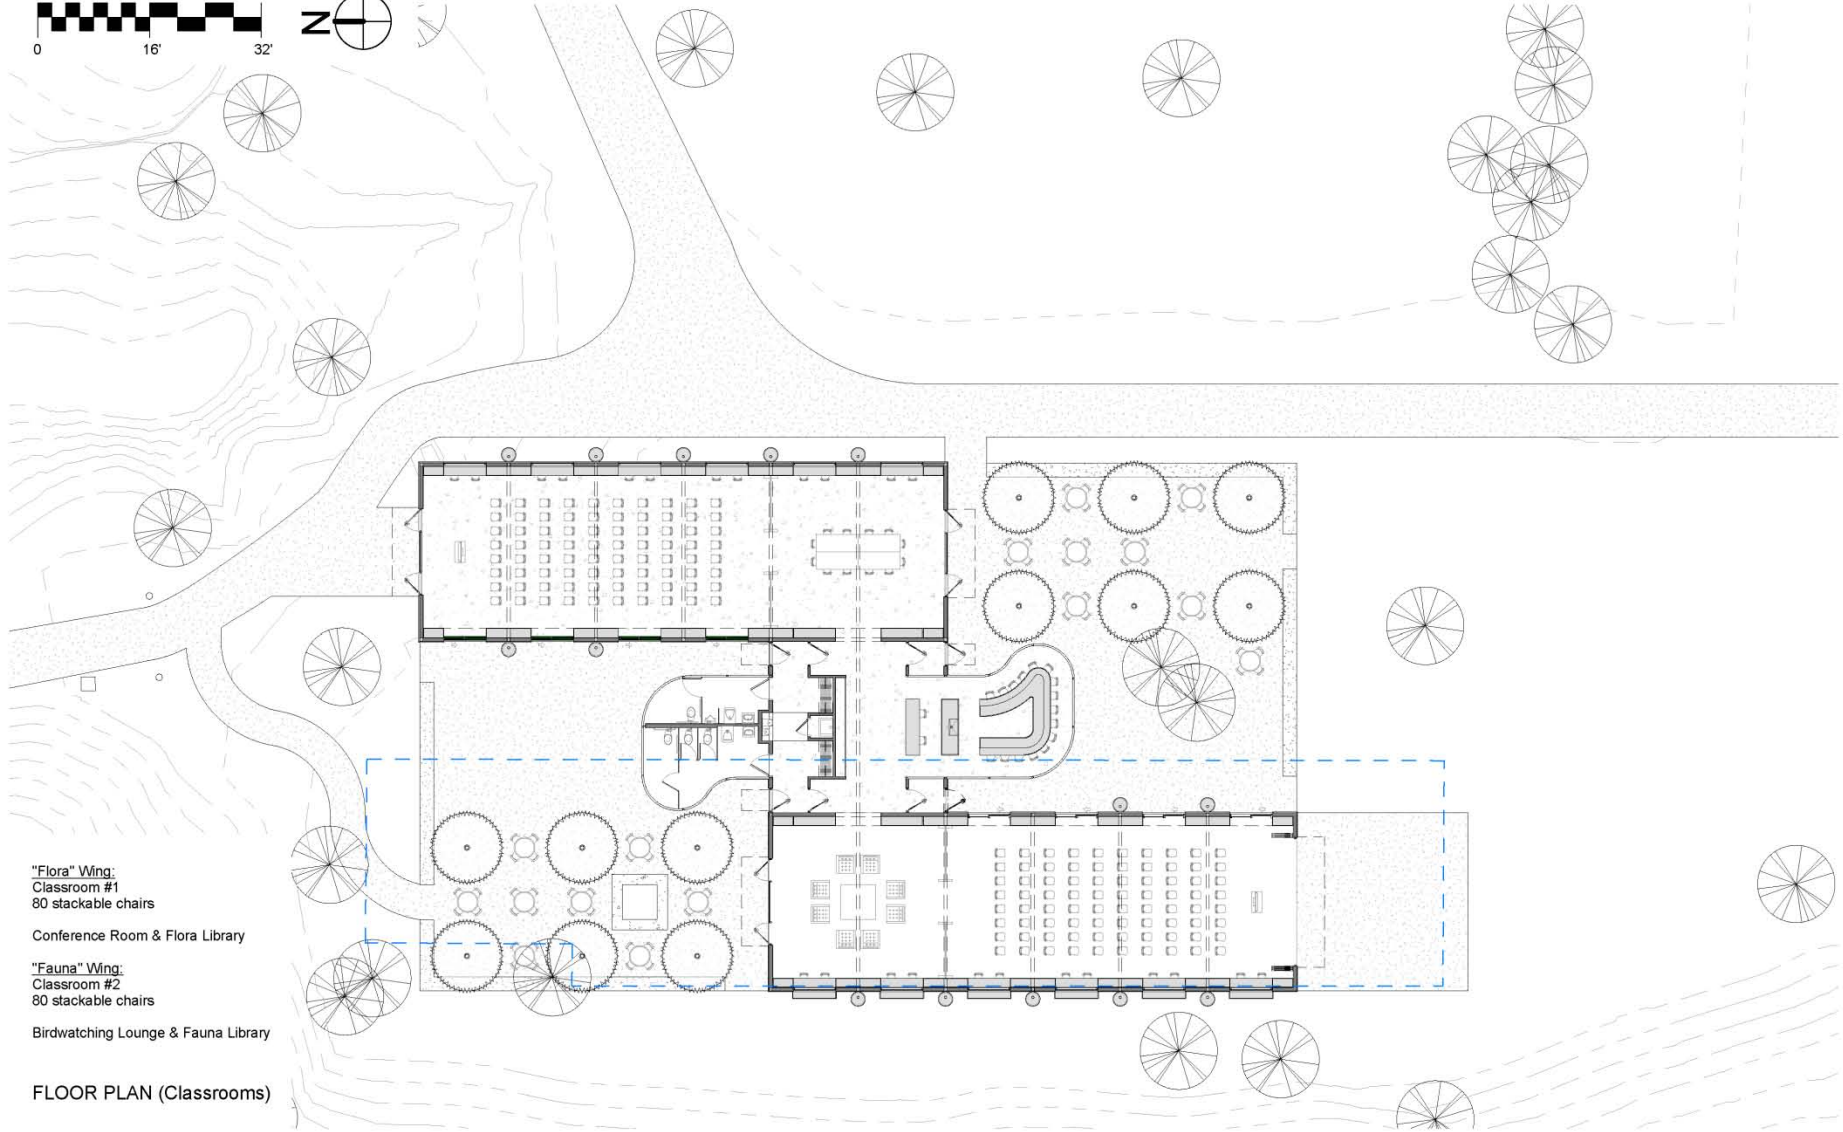 0 16' 32'
N
"Flora" Wing:
Classroom #1
80 stackable chairs
Conference Room & Flora Library
"Fauna" Wing:
Classroom #2
80 stackable chairs
Birdwatching Lounge & Fauna Library
FLOOR PLAN (Classrooms)